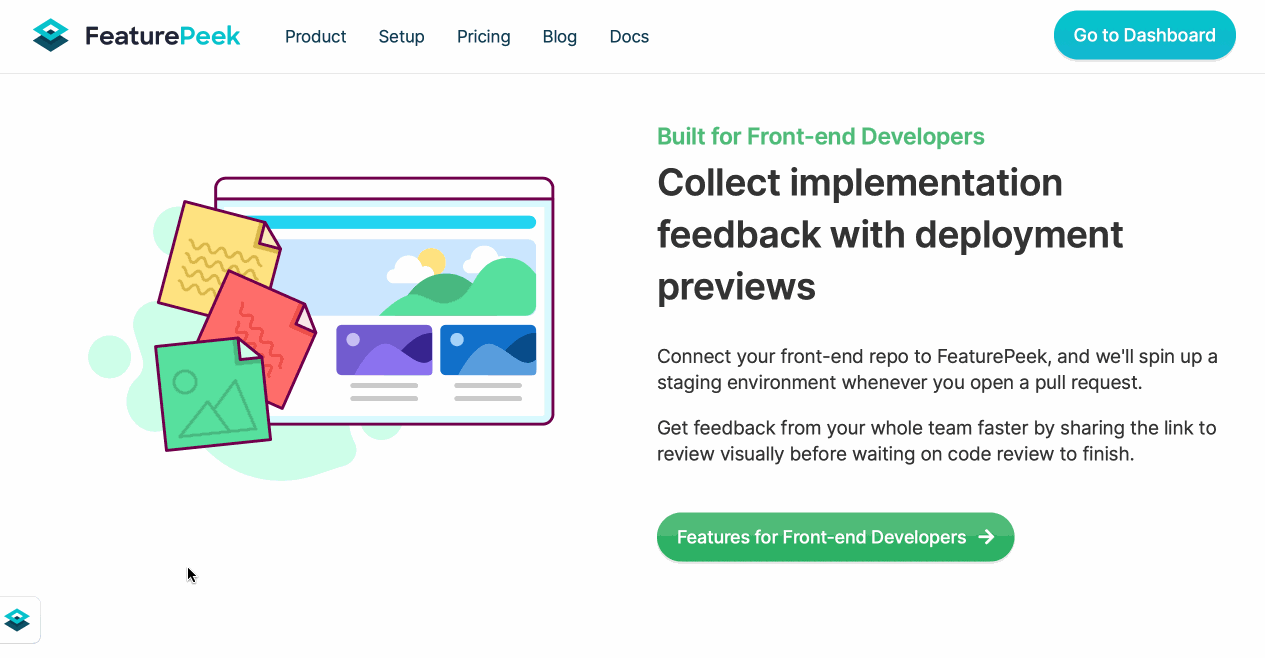 FeaturePeek
Product
Setup
Pricing
Blog
Docs
Go to Dashboard
Built for Front-end Developers
Collect implementation
feedback with deployment
previews
Connect your front-end repo to FeaturePeek, and we'll spin up a
staging environment whenever you open a pull request.
Get feedback from your whole team faster by sharing the link to
review visually before waiting on code review to finish.
Features for Front-end Developers →